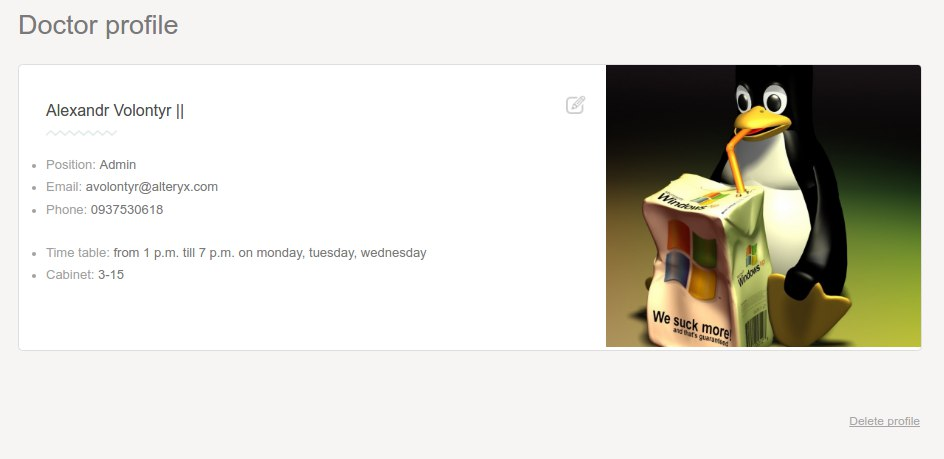 Doctor profile
Alexandr Volontyr ||
Position: Admin
Email: avolontyr@alteryx.com
Phone: 0937530618
Time table: from 1 p.m. till 7 p.m. on monday, tuesday, wednesday
Cabinet: 3-15
Windows
Windows
We suck more!
and that's guaranteed
Delete profile